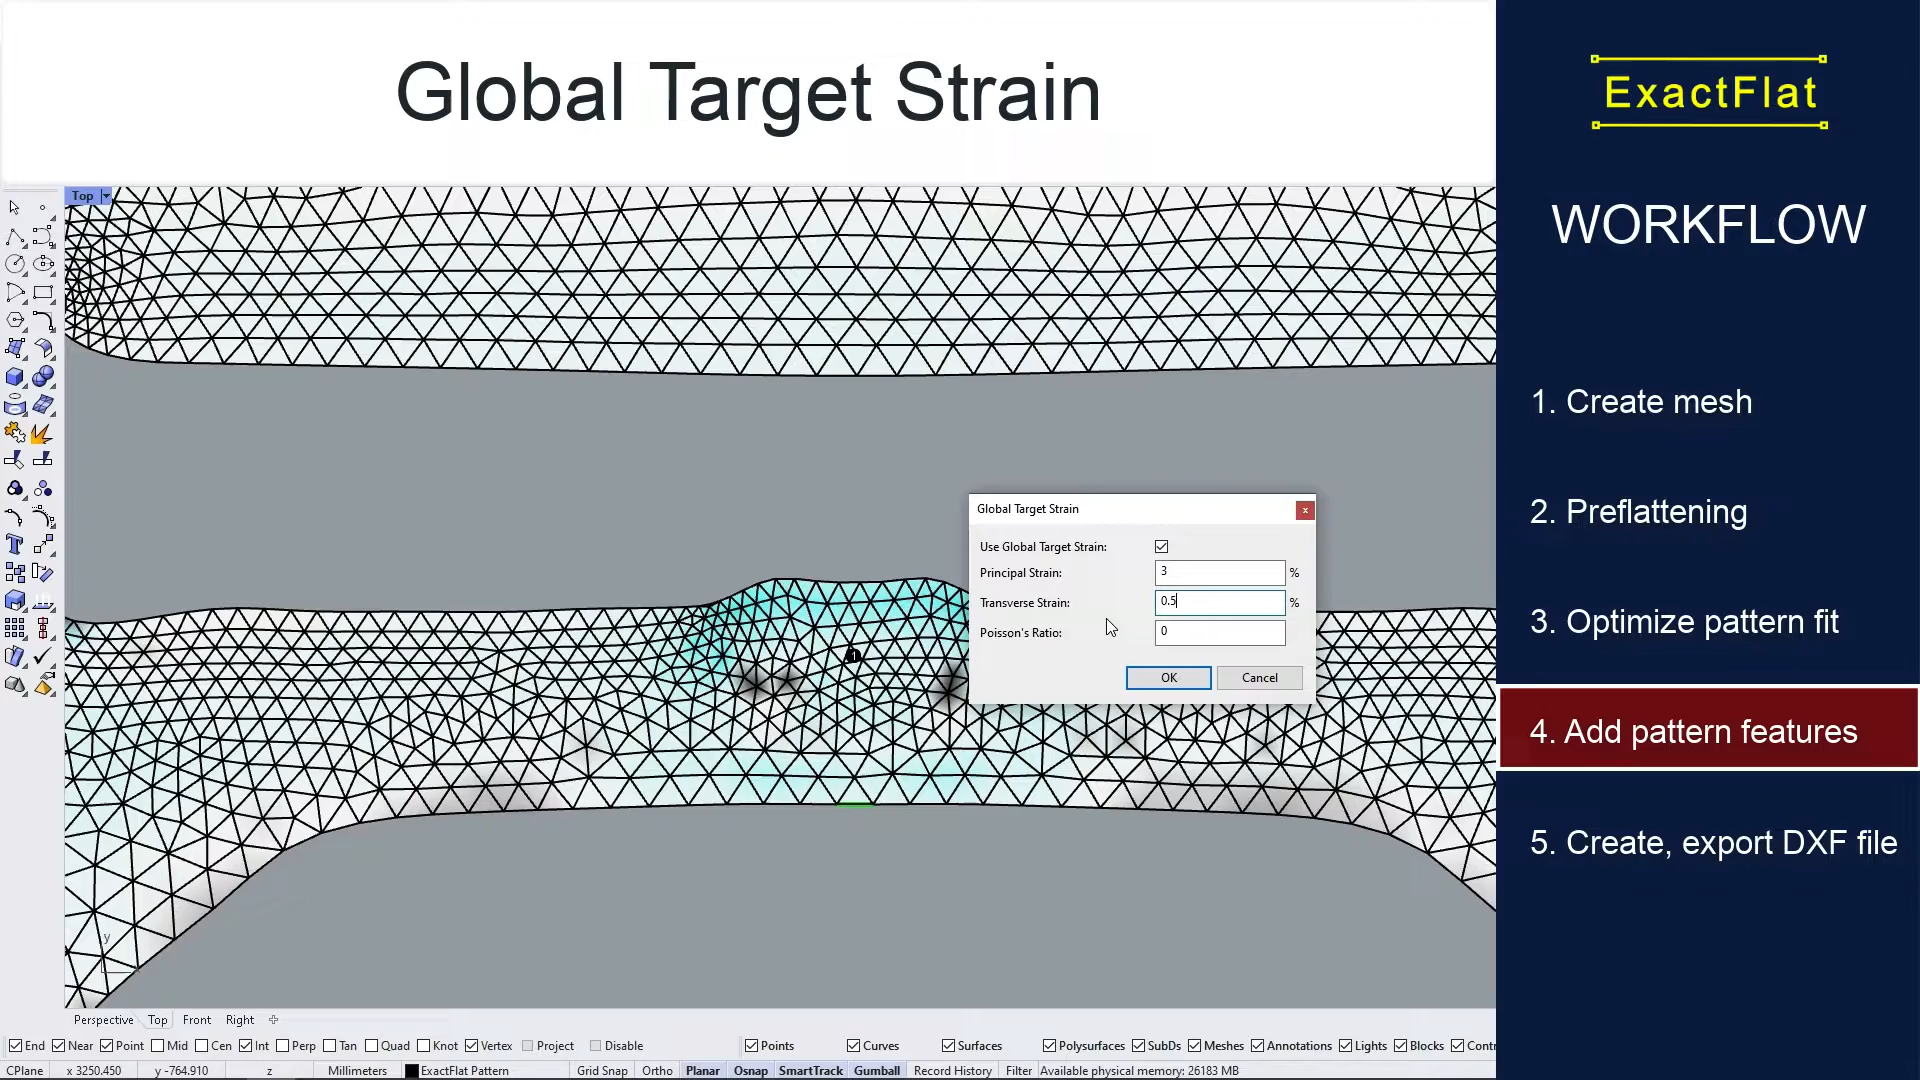 Global Target Strain
ExactFlat
WORKFLOW
1. Create mesh
2. Preflattening
3. Optimize pattern fit
4. Add pattern features
5. Create, export DXF file
Top
Global Target Strain
x
Use Global Target Strain:
Principal Strain: 3 %
Transverse Strain: 0.5 %
Poisson's Ratio: 0
OK Cancel
y
Perspective Top Front Right
End Near Point Mid Cen Int Perp Tan Quad Knot Vertex Project Disable Points Curves Surfaces Polysurfaces SubDs Meshes Annotations Lights Blocks Contr
CPlane x 3250.450 y -764.910 z Millimeters ExactFlat Pattern Grid Snap Ortho Planar Osnap SmartTrack Gumball Record History Filter Available physical memory: 26183 MB